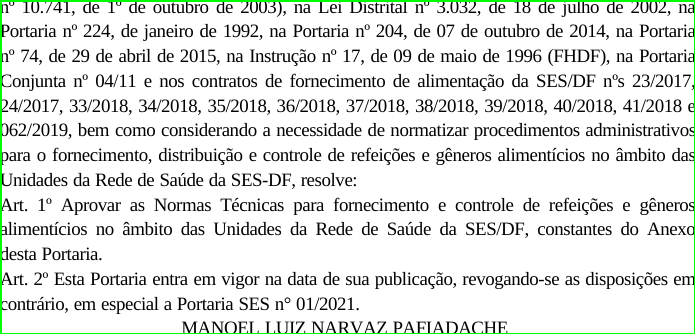 nº 10.741, de 1º de outubro de 2003), na Lei Distrital nº 3.032, de 18 de julho de 2002, na
Portaria nº 224, de janeiro de 1992, na Portaria nº 204, de 07 de outubro de 2014, na Portaria
nº 74, de 29 de abril de 2015, na Instrução nº 17, de 09 de maio de 1996 (FHDF), na Portaria
Conjunta nº 04/11 e nos contratos de fornecimento de alimentação da SES/DF nºs 23/2017,
24/2017, 33/2018, 34/2018, 35/2018, 36/2018, 37/2018, 38/2018, 39/2018, 40/2018, 41/2018 e
062/2019, bem como considerando a necessidade de normatizar procedimentos administrativos
para o fornecimento, distribuição e controle de refeições e gêneros alimentícios no âmbito das
Unidades da Rede de Saúde da SES-DF, resolve:
Art. 1º Aprovar as Normas Técnicas para fornecimento e controle de refeições e gêneros
alimentícios no âmbito das Unidades da Rede de Saúde da SES/DF, constantes do Anexo
desta Portaria.
Art. 2º Esta Portaria entra em vigor na data de sua publicação, revogando-se as disposições em
contrário, em especial a Portaria SES n° 01/2021.
MANOEL LUIZ NARVAZ PAFIADACHE